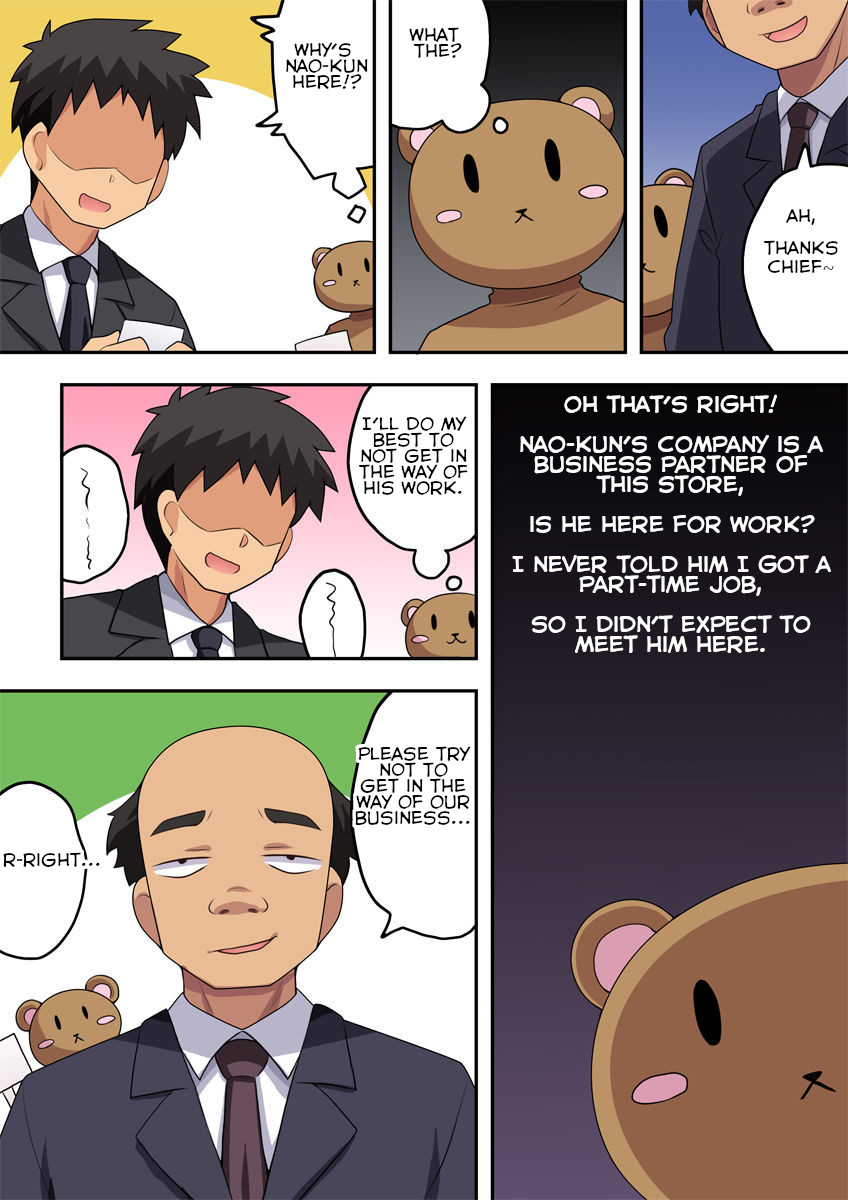 AH,
THANKS
CHIEF~
WHAT
THE?
WHY'S
NAO-KUN
HERE!?
OH THAT'S RIGHT!
NAO-KUN'S COMPANY IS A
BUSINESS PARTNER OF
THIS STORE,
IS HE HERE FOR WORK?
I NEVER TOLD HIM I GOT A
PART-TIME JOB,
SO I DIDN'T EXPECT TO
MEET HIM HERE.
I'LL DO MY
BEST TO
NOT GET IN
THE WAY OF
HIS WORK.
PLEASE TRY
NOT TO
GET IN THE
WAY OF OUR
BUSINESS...
R-RIGHT...